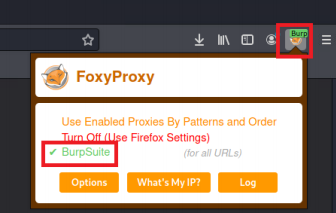 Burp
FoxyProxy
Use Enabled Proxies By Patterns and Order
Turn Off (Use Firefox Settings)
✔ BurpSuite (for all URLs)
Options What's My IP? Log